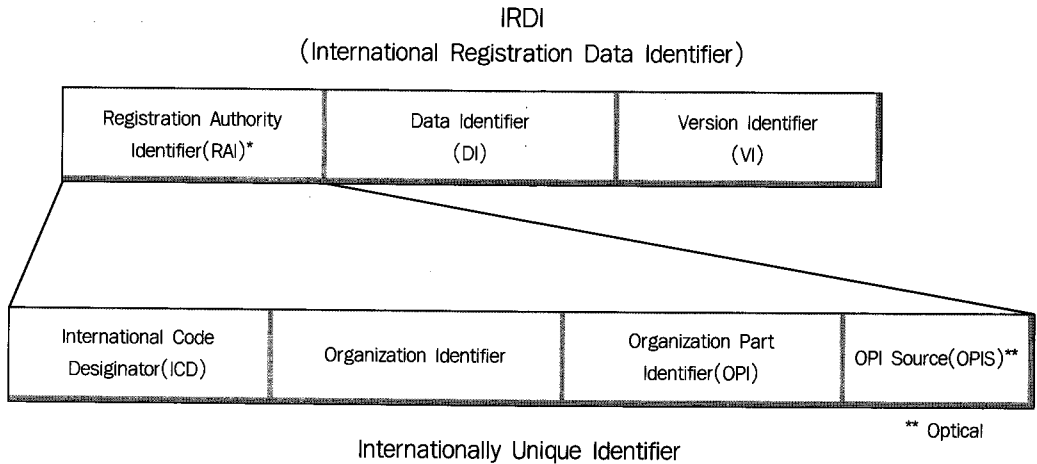 IRDI
(International Registration Data Identifier)
Registration Authority
Identifier(RAI)*
Data Identifier
(DI)
Version Identifier
(VI)
International Code
Desiginator(ICD)
Organization Identifier
Organization Part
Identifier(OPI)
OPI Source(OPIS)**
** Optical
Internationally Unique Identifier